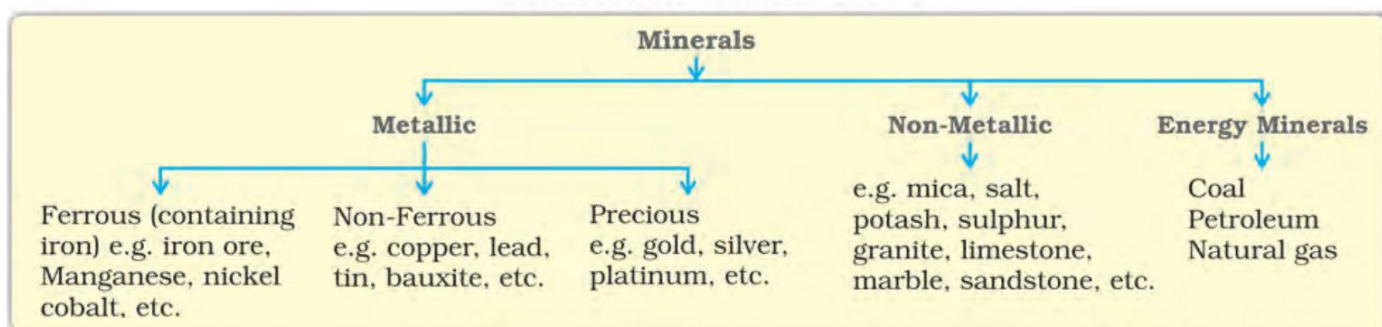 Minerals
Metallic
Non-Metallic
Energy Minerals
Ferrous (containing
iron) e.g. iron ore,
Manganese, nickel
cobalt, etc.
Non-Ferrous
e.g. copper, lead,
tin, bauxite, etc.
Precious
e.g. gold, silver,
platinum, etc.
e.g. mica, salt,
potash, sulphur,
granite, limestone,
marble, sandstone, etc.
Coal
Petroleum
Natural gas